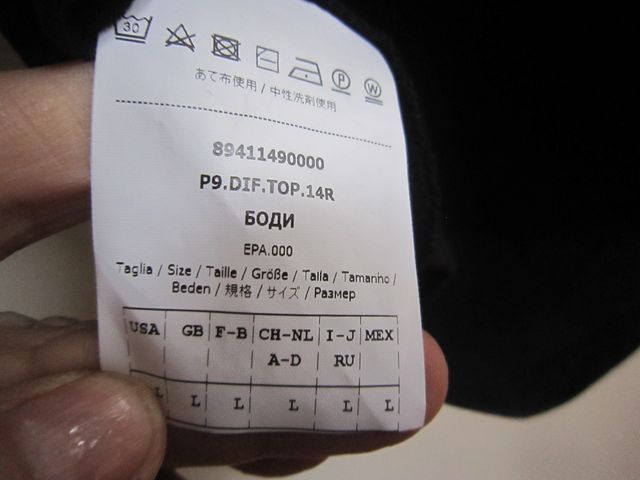 30
P W
あて布使用 / 中性洗剤使用
89411490000
P9.DIF.TOP.14R
БОДИ
EPA.000
Taglia / Size / Taille / Größe / Talla / Tamanho /
Beden / 規格 / サイズ / Размер
USA GB F-B CH-NL I-J MEX
A-D RU
L L L L L L